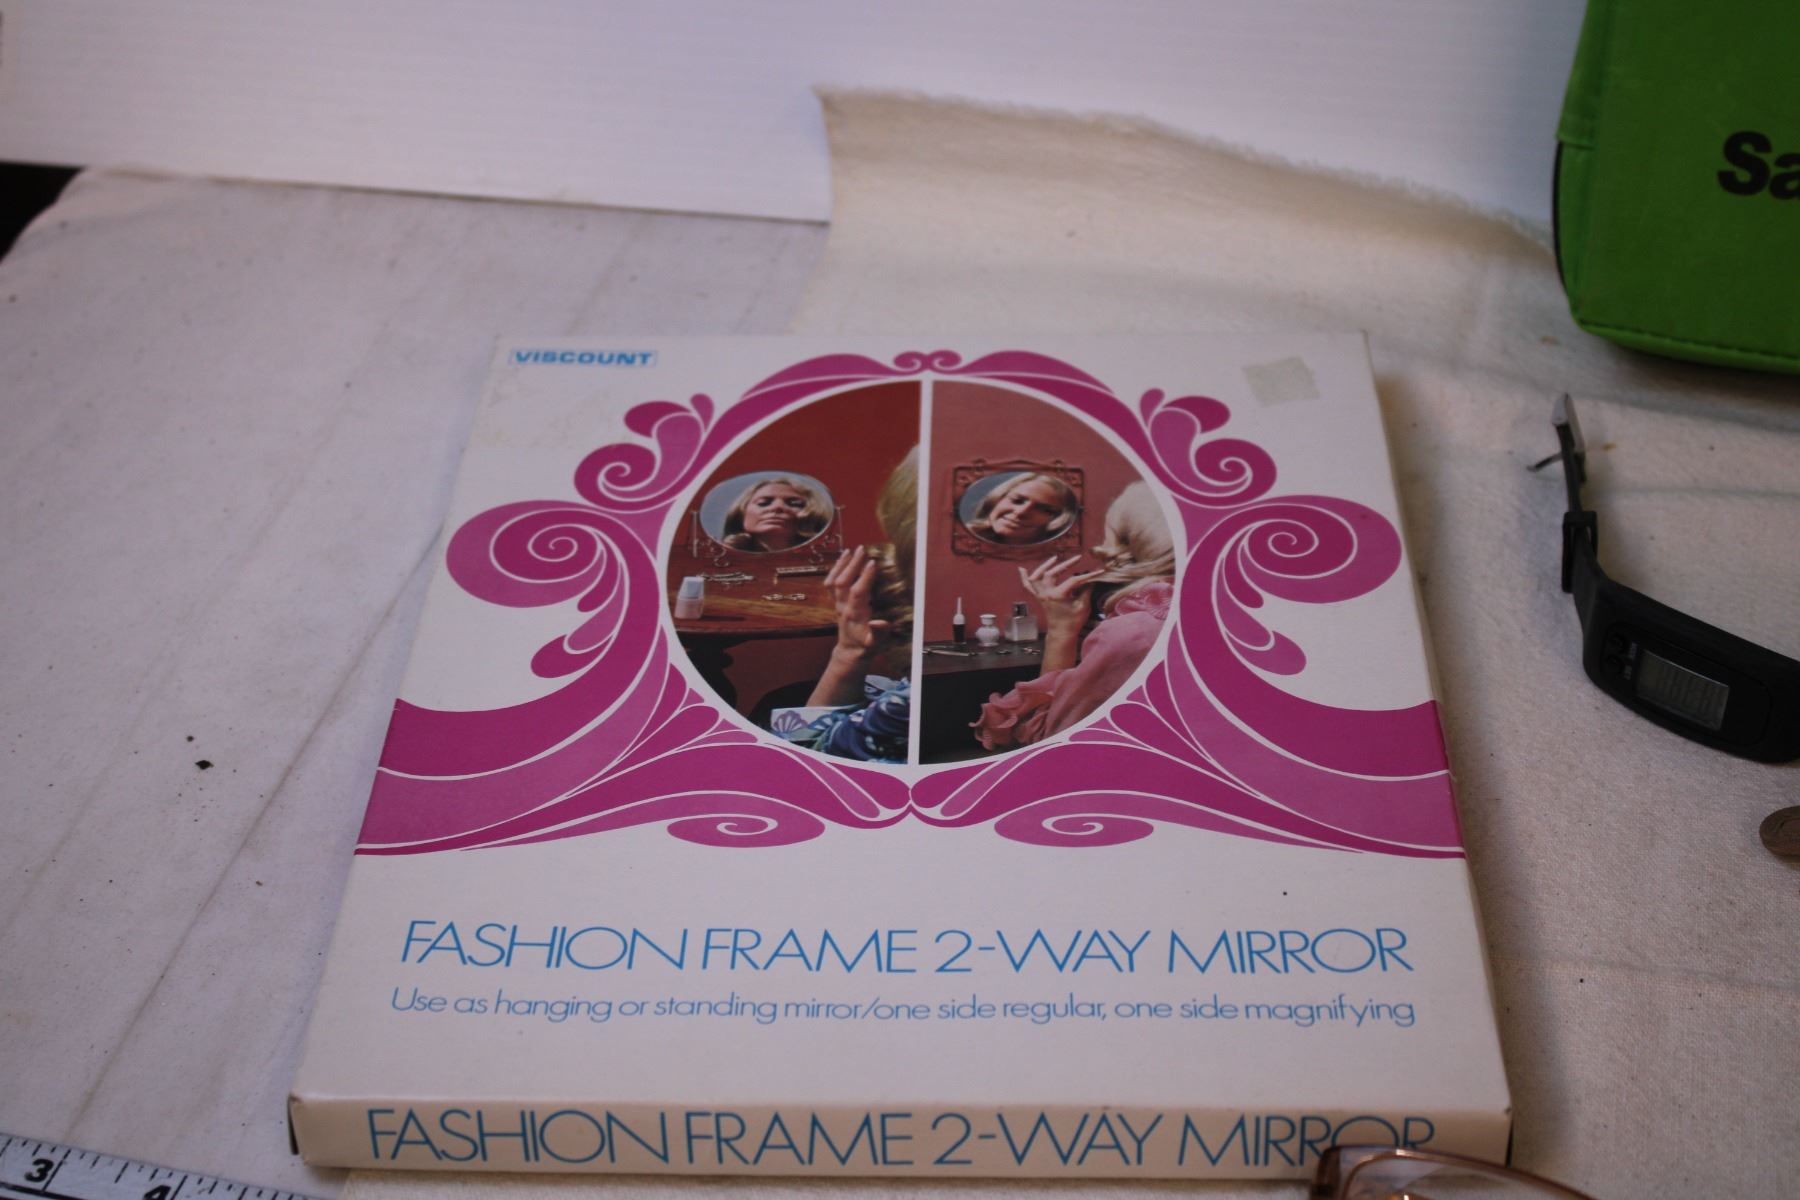 VISCOUNT
Sa
FASHION FRAME 2-WAY MIRROR
Use as hanging or standing mirror/one side regular, one side magnifying
FASHION FRAME 2-WAY MIRROR
3
4